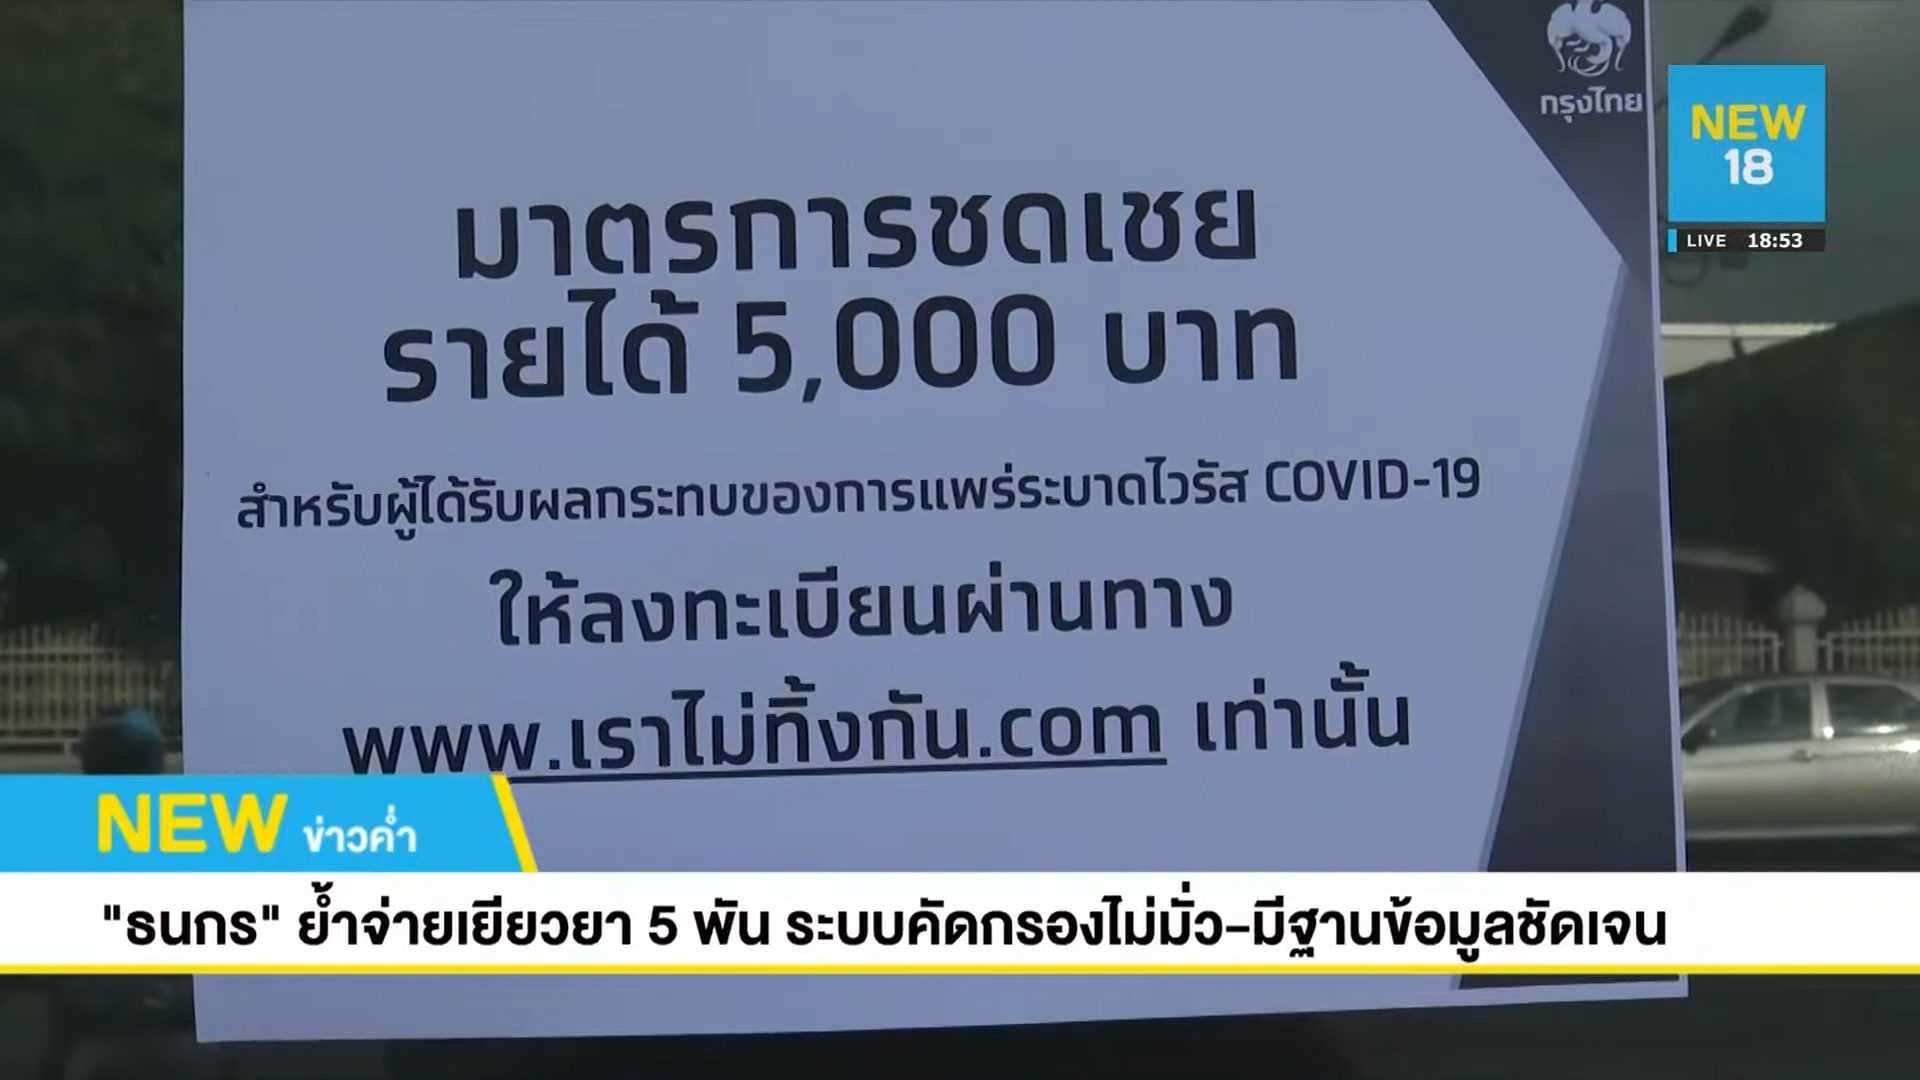 กรุงไทย
NEW
18
LIVE 18:53
มาตรการชดเชย
รายได้ 5,000 บาท
สำหรับผู้ได้รับผลกระทบของการแพร่ระบาดไวรัส COVID-19
ให้ลงทะเบียนผ่านทาง
www.เราไม่ทิ้งกัน.com เท่านั้น
NEW ข่าวค่ำ
"ธนกร" ย้ำจ่ายเยียวยา 5 พัน ระบบคัดกรองไม่มั่ว-มีฐานข้อมูลชัดเจน